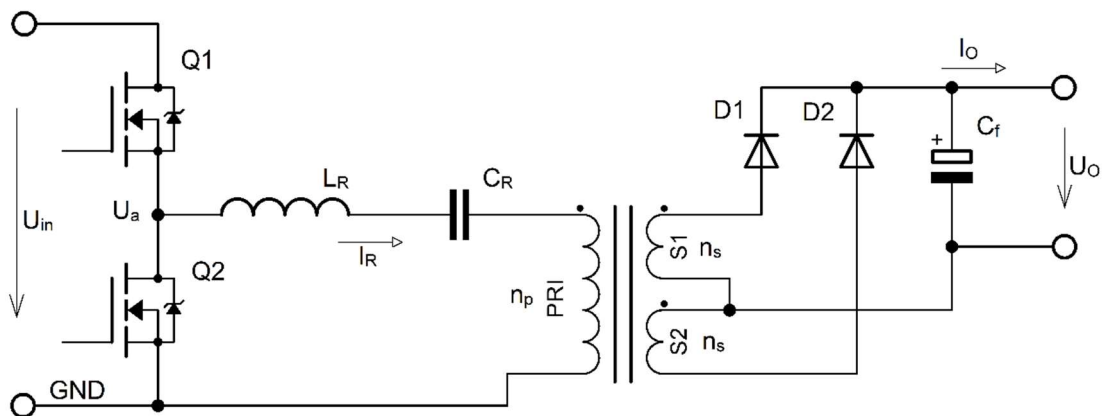 Q1
I_O
D1
D2
+
C_f
L_R
C_R
U_in
U_a
I_R
U_O
S1
n_s
Q2
n_p
PRI
S2
n_s
GND